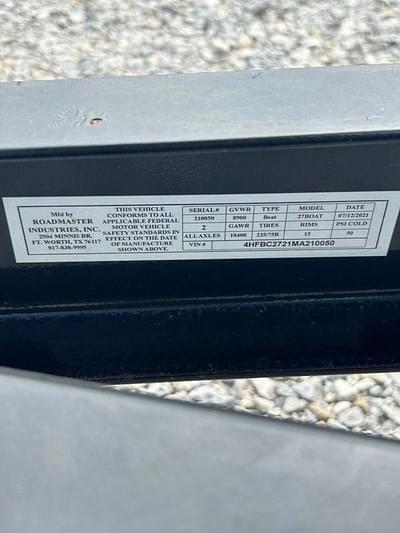 Mfd by
ROADMASTER
INDUSTRIES, INC.
2504 MINNIS DR.
FT. WORTH, TX 76117
817-838-9995
THIS VEHICLE
CONFORMS TO ALL
APPLICABLE FEDERAL
MOTOR VEHICLE
SAFETY STANDARDS IN
EFFECT ON THE DATE
OF MANUFACTURE
SHOWN ABOVE.
SERIAL# GVWR TYPE MODEL DATE
210050 8900 Boat 27BOAT 07/12/2021
2 GAWR TIRES RIMS PSI COLD
ALLAXLES 10400 225/75R 15 50
VIN # 4HFBC2721MA210050